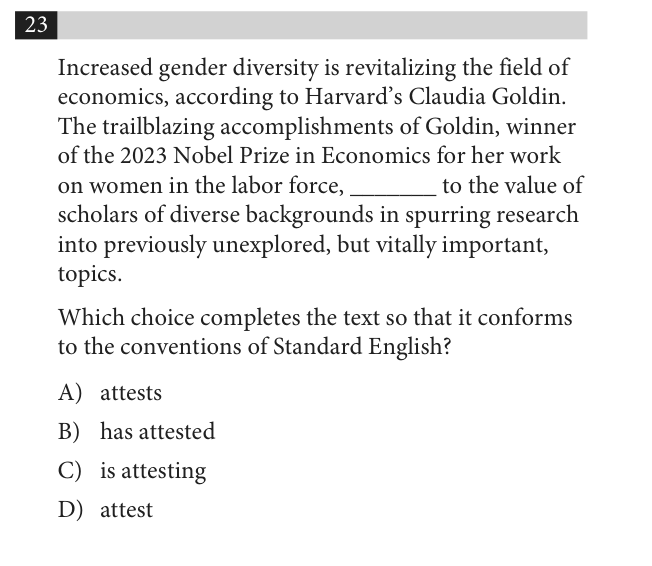 23
Increased gender diversity is revitalizing the field of
economics, according to Harvard’s Claudia Goldin.
The trailblazing accomplishments of Goldin, winner
of the 2023 Nobel Prize in Economics for her work
on women in the labor force, _______ to the value of
scholars of diverse backgrounds in spurring research
into previously unexplored, but vitally important,
topics.
Which choice completes the text so that it conforms
to the conventions of Standard English?
A) attests
B) has attested
C) is attesting
D) attest